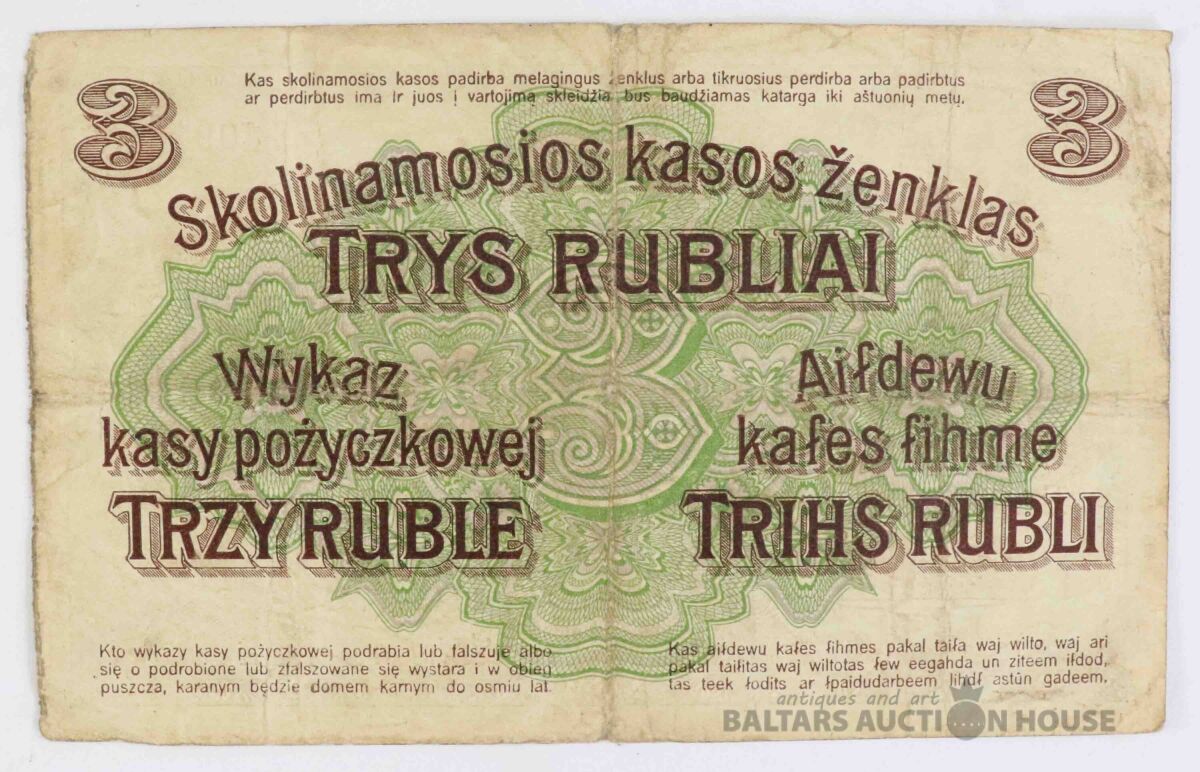 3
3
Kas skolinamosios kasos padirba melagingus ženklus arba tikruosius perdirba arba padirbtus
ar perdirbtus ima ir juos į vartojimą skleidžia bus baudžiamas katarga iki aštuonių metų.
Skolinamosios kasos ženklas
TRYS RUBLIAI
Wykaz
kasy pożyczkowej
TRZY RUBLE
Aiſdewu
kaſes ſihme
TRIHS RUBLI
Kto wykazy kasy pożyczkowej podrabia lub falszuje albo
się o podrobione lub zfalszowane się wystara i w obieg
puszcza, karanym będzie domem karnym do osmiu lat.
Kas aiſdewu kaſes ſihmes pakal taiſa waj wilto, waj ari
pakal taiſitas waj wiltotas ſew eegahda un ziteem iſdod,
tas teek ſodits ar ſpaidudarbeem lihdſ astūn gadeem.
antiques and art
BALTARS AUCTION HOUSE